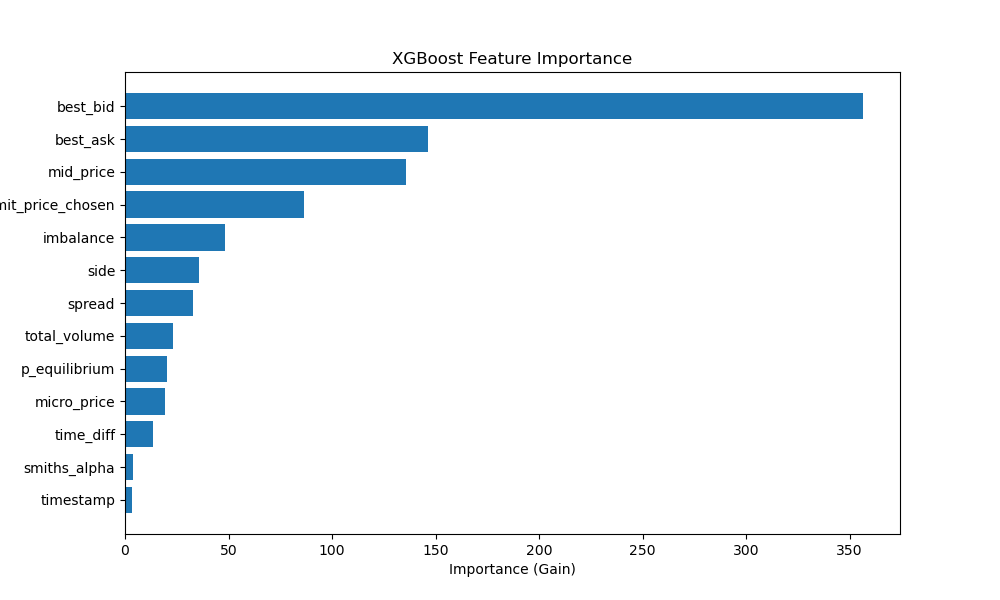 XGBoost Feature Importance
best_bid
best_ask
mid_price
mit_price_chosen
imbalance
side
spread
total_volume
p_equilibrium
micro_price
time_diff
smiths_alpha
timestamp
0 50 100 150 200 250 300 350
Importance (Gain)